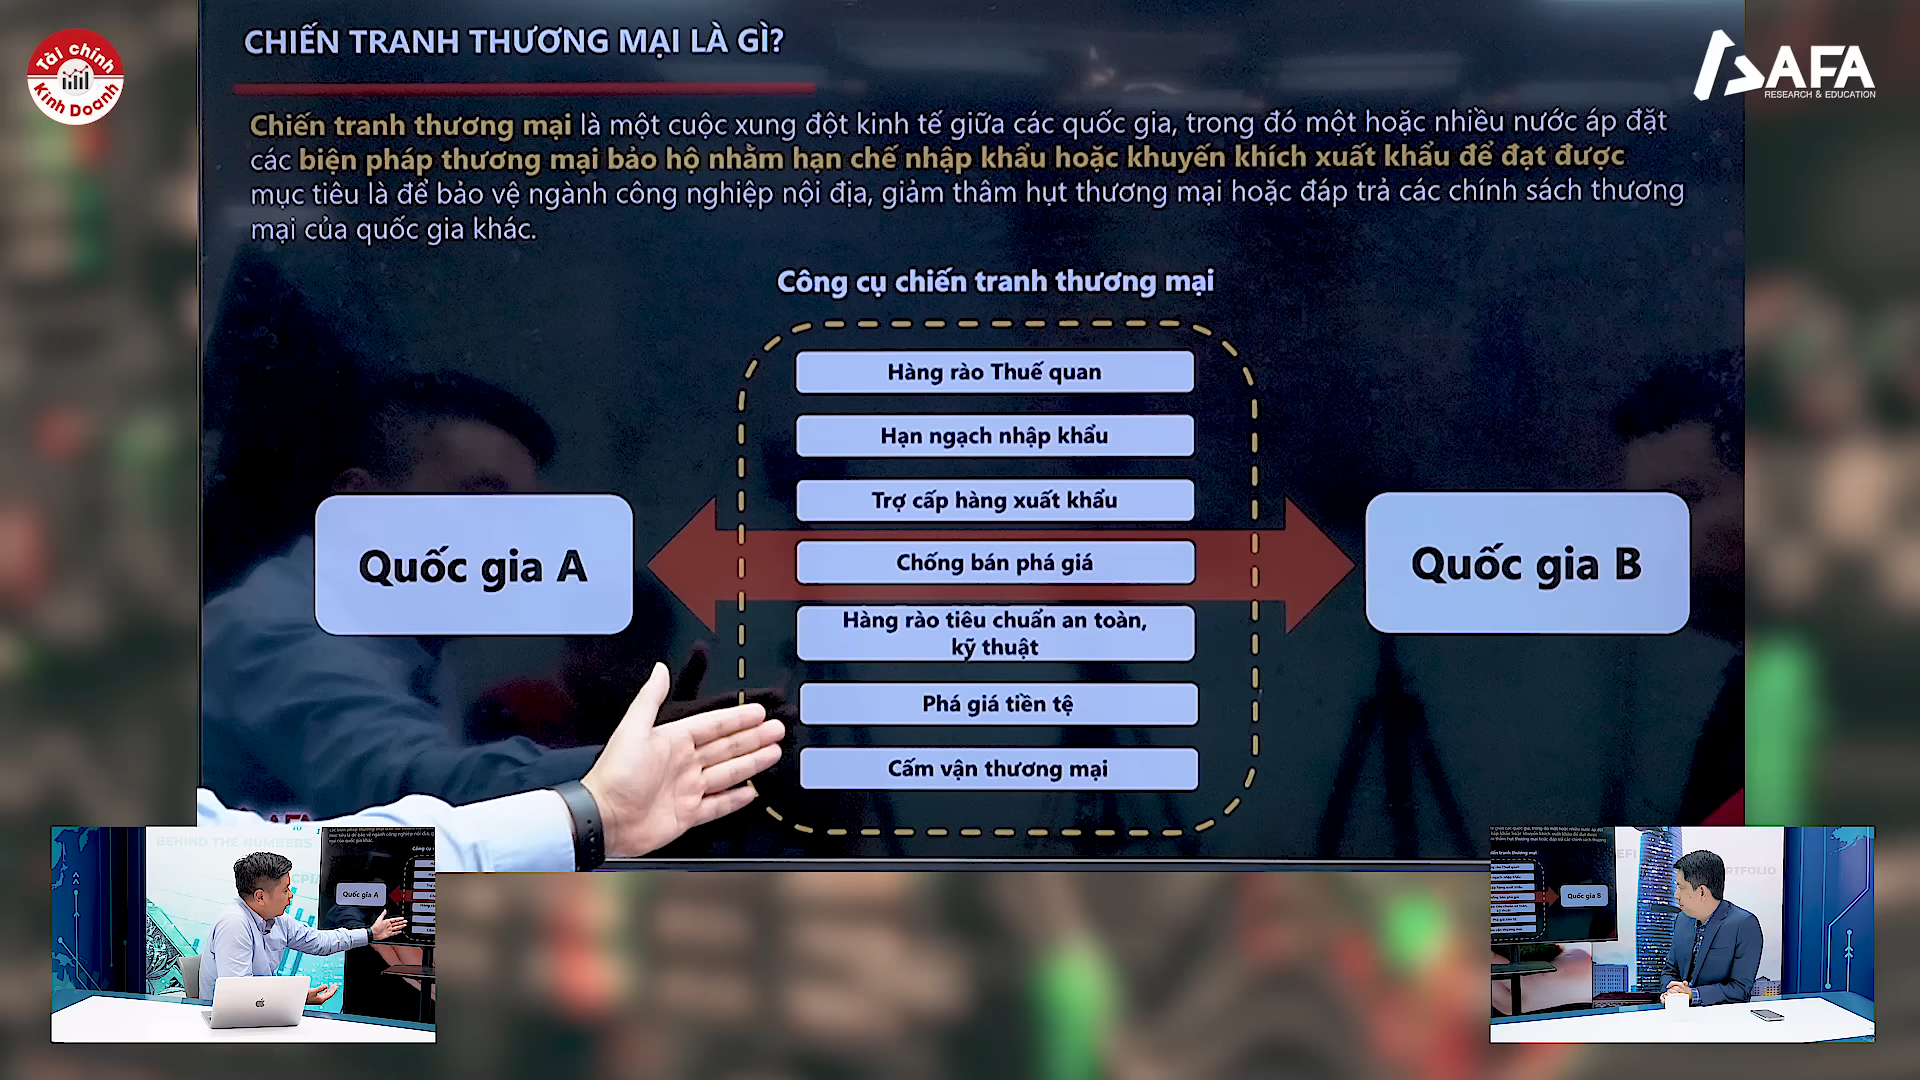 CHIẾN TRANH THƯƠNG MẠI LÀ GÌ?
Tài chính
Kinh Doanh
AFA
RESEARCH & EDUCATION
Chiến tranh thương mại là một cuộc xung đột kinh tế giữa các quốc gia, trong đó một hoặc nhiều nước áp đặt
các biện pháp thương mại bảo hộ nhằm hạn chế nhập khẩu hoặc khuyến khích xuất khẩu để đạt được
mục tiêu là để bảo vệ ngành công nghiệp nội địa, giảm thâm hụt thương mại hoặc đáp trả các chính sách thương
mại của quốc gia khác.
Công cụ chiến tranh thương mại
Hàng rào Thuế quan
Hạn ngạch nhập khẩu
Trợ cấp hàng xuất khẩu
Chống bán phá giá
Hàng rào tiêu chuẩn an toàn,
kỹ thuật
Phá giá tiền tệ
Cấm vận thương mại
Quốc gia A
Quốc gia B
BEHIND THE NUMBERS
Quốc gia A
Quốc gia B